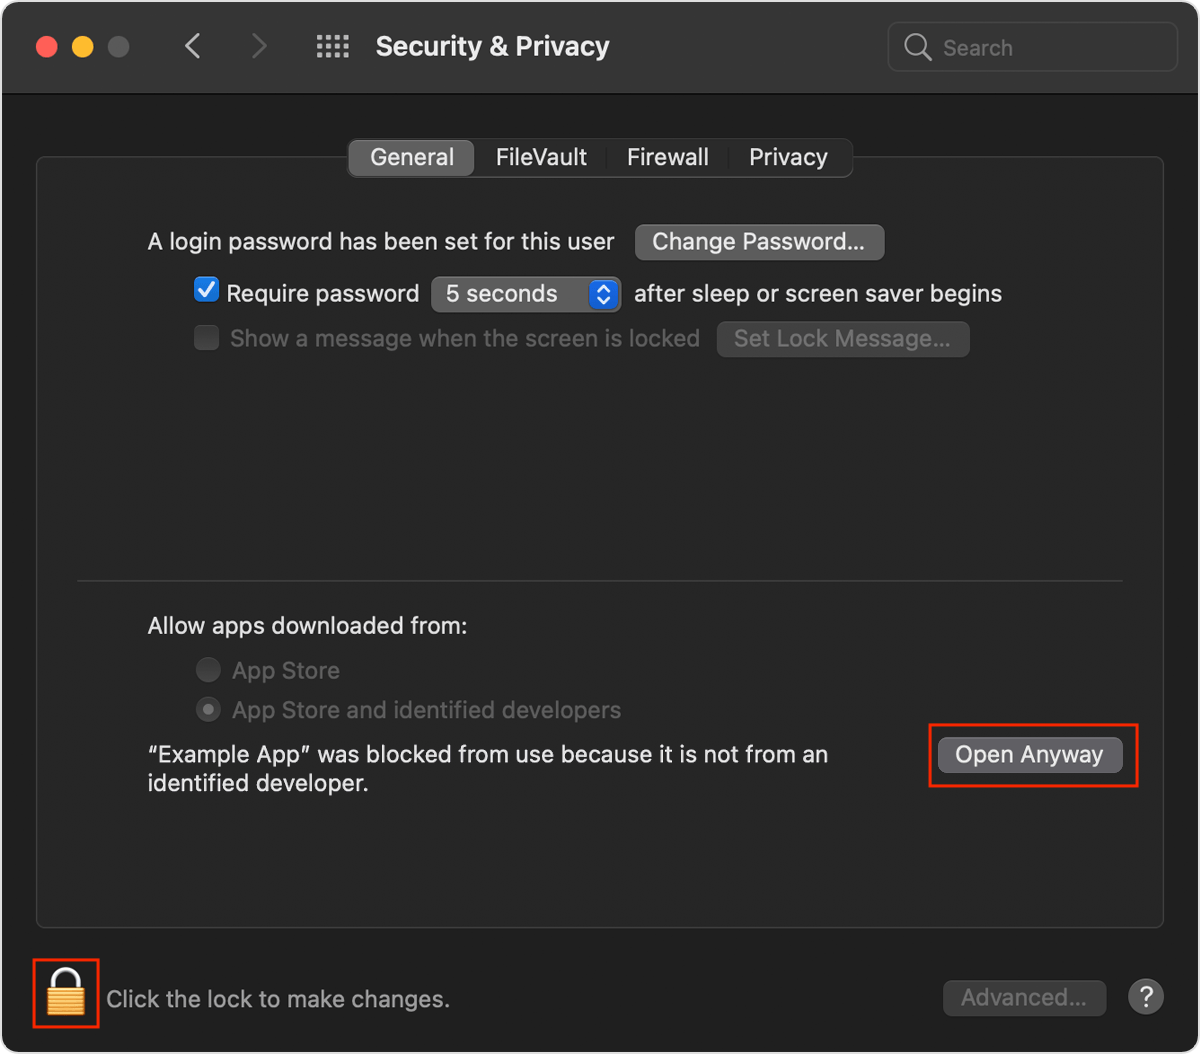 Security & Privacy
Search
General FileVault Firewall Privacy
A login password has been set for this user Change Password...
Require password 5 seconds after sleep or screen saver begins
Show a message when the screen is locked Set Lock Message...
Allow apps downloaded from:
App Store
App Store and identified developers
“Example App” was blocked from use because it is not from an
identified developer.
Open Anyway
Click the lock to make changes.
Advanced...
?